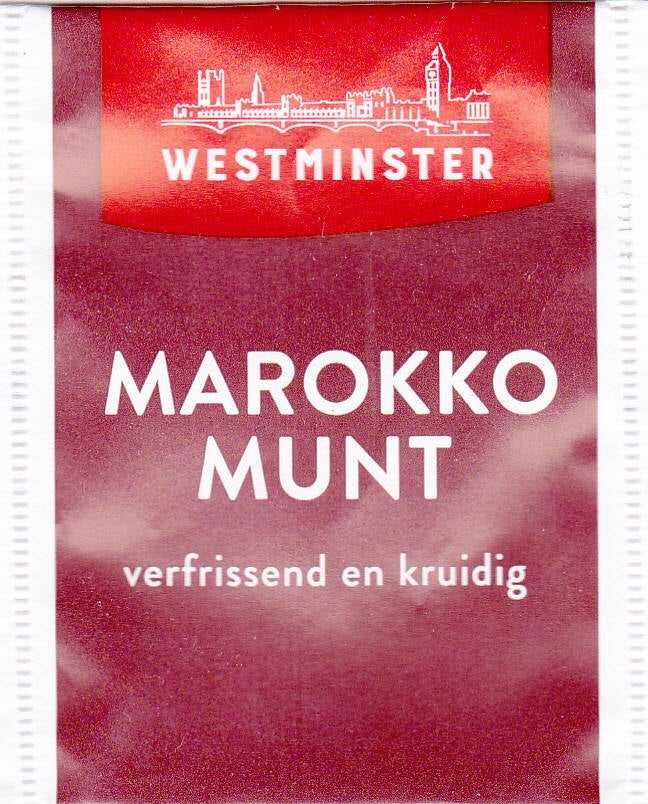 WESTMINSTER
MAROKKO
MUNT
verfrissend en kruidig